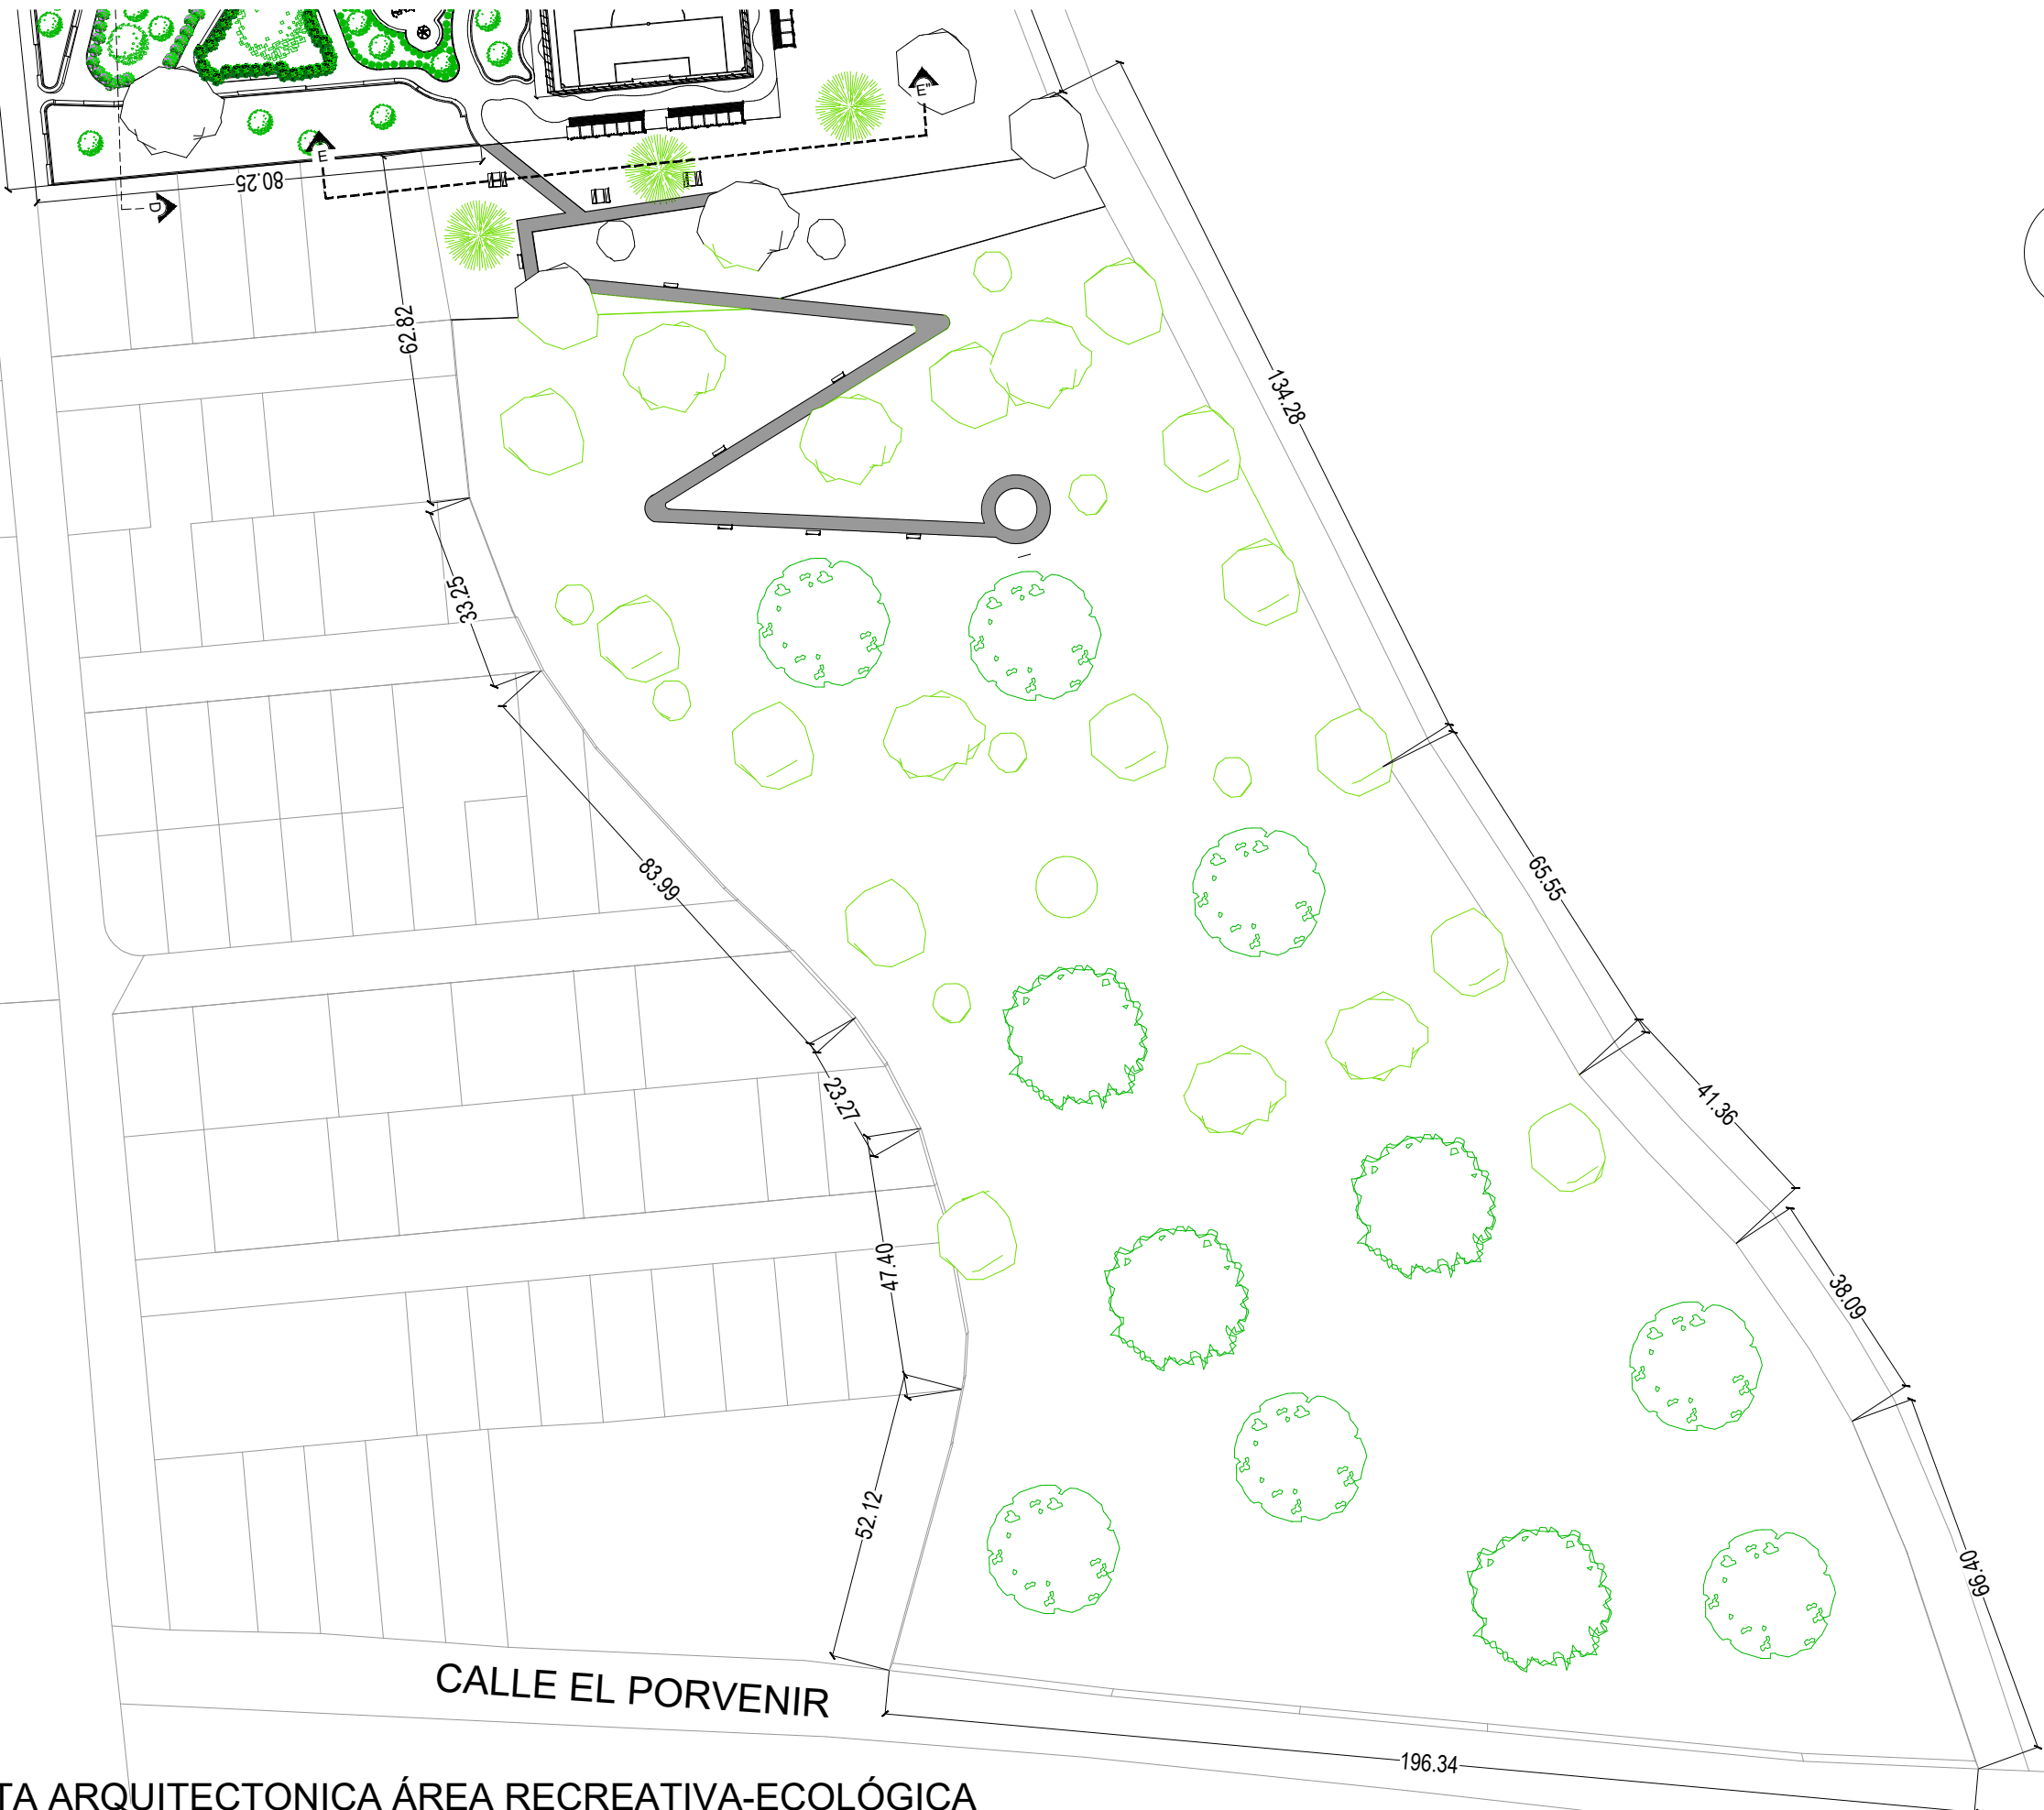 E"
E
80.25
D
62.82
134.28
33.25
83.99
65.55
23.27
41.36
47.40
38.09
52.12
66.40
CALLE EL PORVENIR
196.34
TA ARQUITECTONICA ÁREA RECREATIVA-ECOLÓGICA